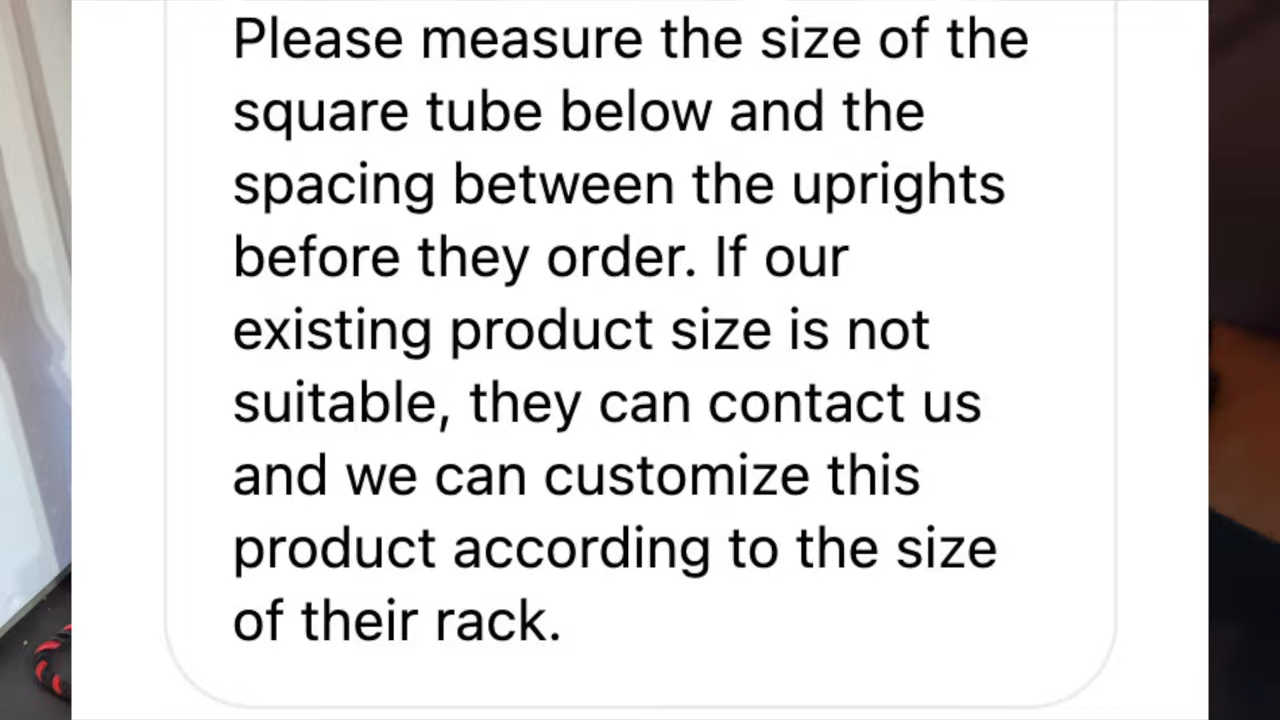 Please measure the size of the
square tube below and the
spacing between the uprights
before they order. If our
existing product size is not
suitable, they can contact us
and we can customize this
product according to the size
of their rack.